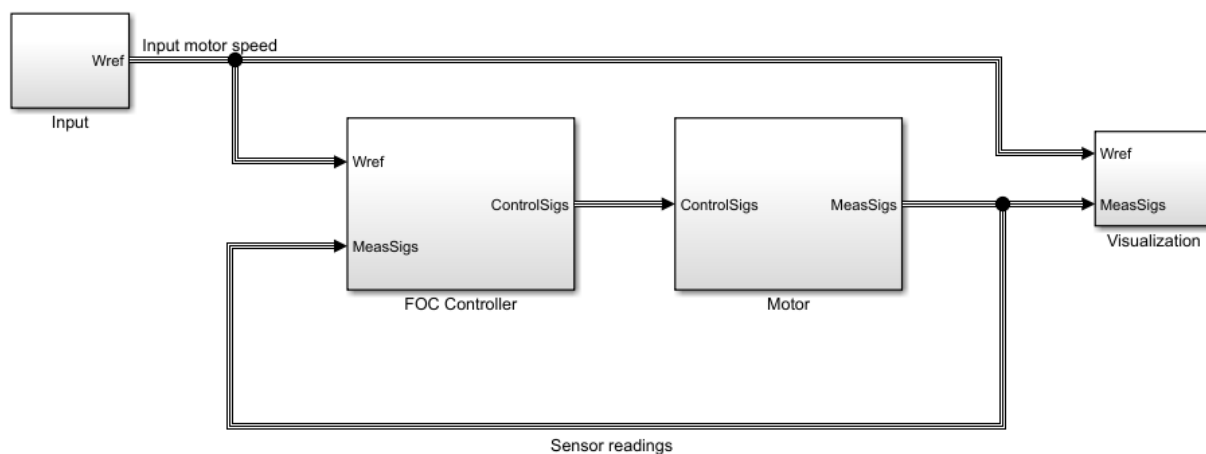 Input motor speed
Wref
Input
Wref
MeasSigs
ControlSigs
FOC Controller
ControlSigs
MeasSigs
Motor
Wref
MeasSigs
Visualization
Sensor readings